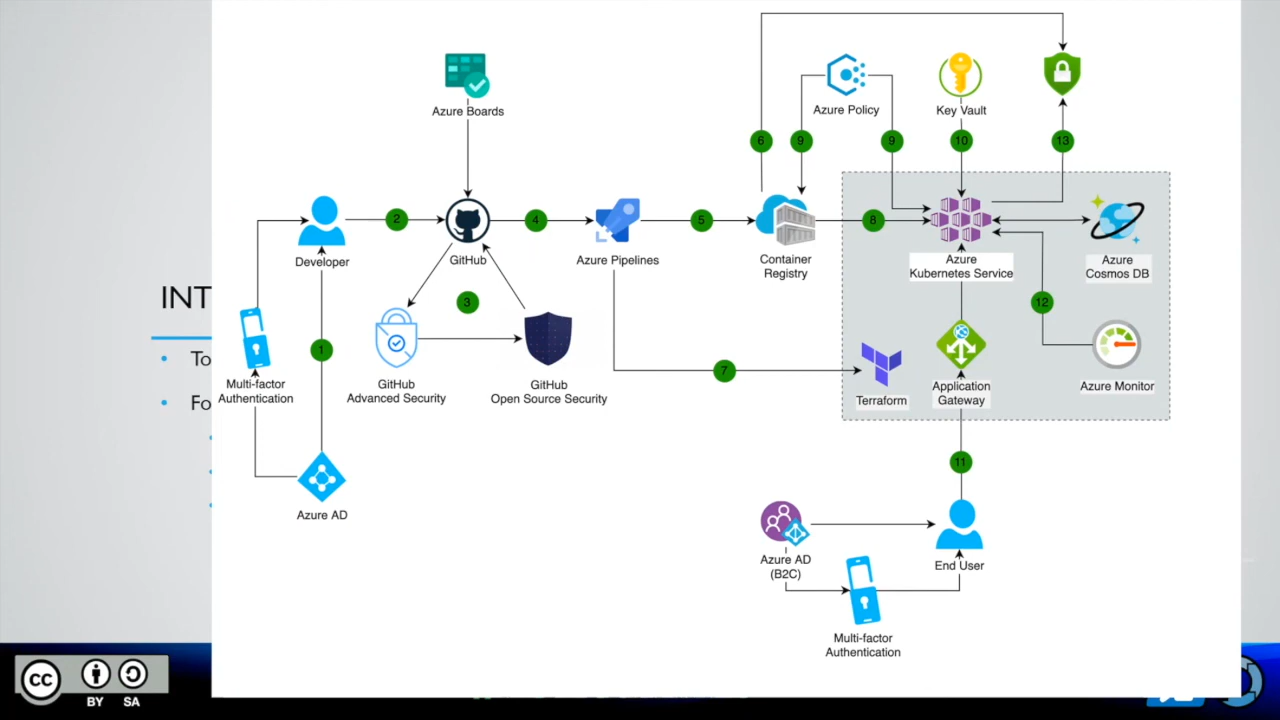 Azure Boards
Azure Policy
Key Vault
6
9
9
10
13
2
4
5
8
Developer
GitHub
Azure Pipelines
Container
Registry
Azure
Kubernetes Service
Azure
Cosmos DB
INT
3
12
1
7
To
Fo
Multi-factor
Authentication
GitHub
Advanced Security
GitHub
Open Source Security
Terraform
Application
Gateway
Azure Monitor
11
Azure AD
Azure AD
(B2C)
End User
Multi-factor
Authentication
CC
BY SA